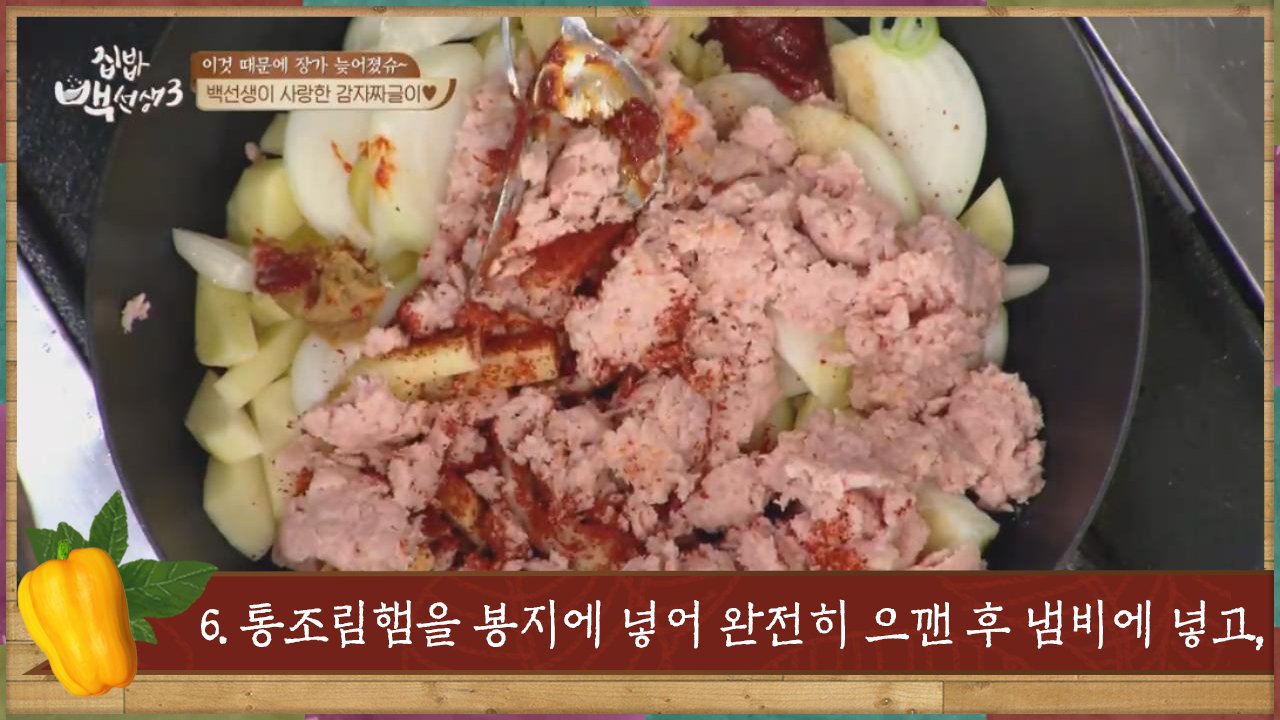 집밥
백선생3
이것 때문에 장가 늦어졌슈~
백선생이 사랑한 감자짜글이♥
6. 통조림햄을 봉지에 넣어 완전히 으깬 후 냄비에 넣고,